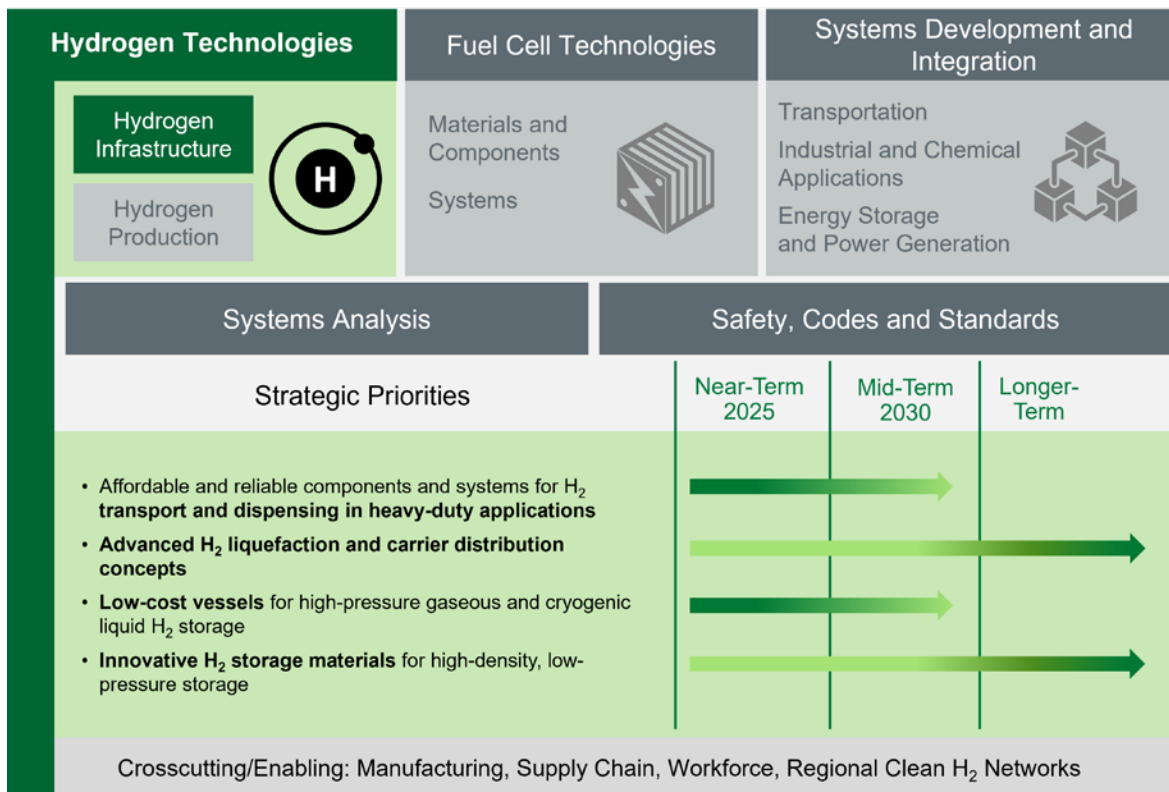 Hydrogen Technologies
Hydrogen
Infrastructure
Hydrogen
Production
H
Fuel Cell Technologies
Materials and
Components
Systems
Systems Development and
Integration
Transportation
Industrial and Chemical
Applications
Energy Storage
and Power Generation
Systems Analysis
Safety, Codes and Standards
Strategic Priorities
Near-Term
2025
Mid-Term
2030
Longer-
Term
• Affordable and reliable components and systems for H₂
transport and dispensing in heavy-duty applications
• Advanced H₂ liquefaction and carrier distribution
concepts
• Low-cost vessels for high-pressure gaseous and cryogenic
liquid H₂ storage
• Innovative H₂ storage materials for high-density, low-
pressure storage
Crosscutting/Enabling: Manufacturing, Supply Chain, Workforce, Regional Clean H₂ Networks